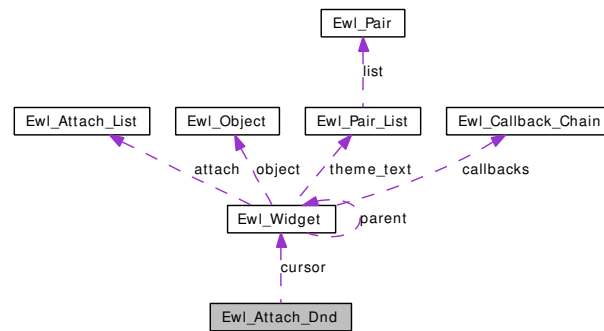 Ewl_Pair
list
Ewl_Attach_List
Ewl_Object
Ewl_Pair_List
Ewl_Callback_Chain
attach
object
theme_text
callbacks
Ewl_Widget
parent
cursor
Ewl_Attach_Dnd